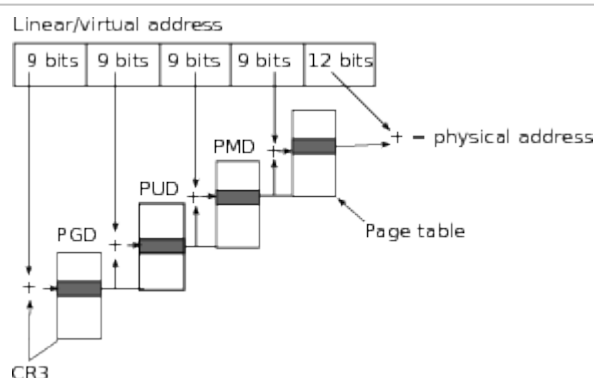 Linear/virtual address
9 bits 9 bits 9 bits 9 bits 12 bits
+ = physical address
PMD
+
PUD
+
Page table
PGD
+
+
CR3